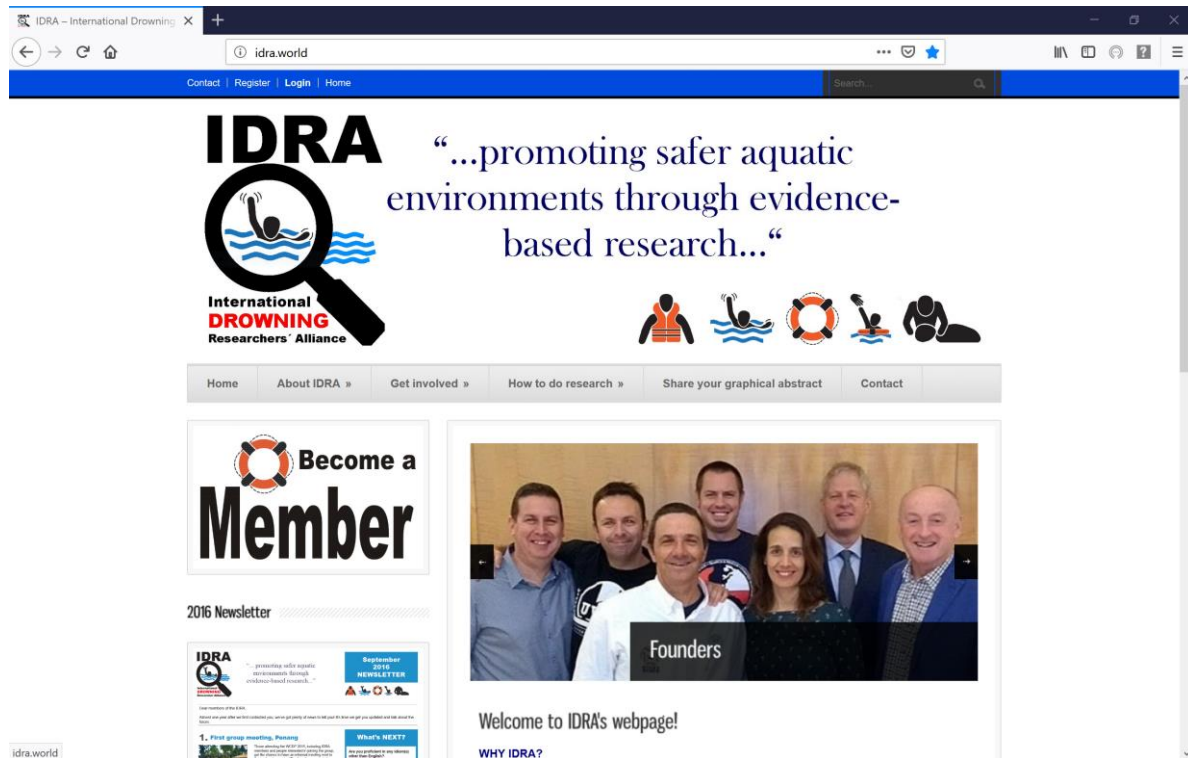 IDRA – International Drowning
idra.world
Contact | Register | Login | Home
Search...
IDRA
International
DROWNING
Researchers´ Alliance
“...promoting safer aquatic
environments through evidence-
based research...“
Home
About IDRA »
Get involved »
How to do research »
Share your graphical abstract
Contact
Become a
Member
2016 Newsletter
IDRA
"... promoting safer aquatic
environments through
evidence-based research..."
September
2016
NEWSLETTER
1. First group meeting, Penang
What's NEXT?
Founders
Welcome to IDRA's webpage!
WHY IDRA?
idra.world